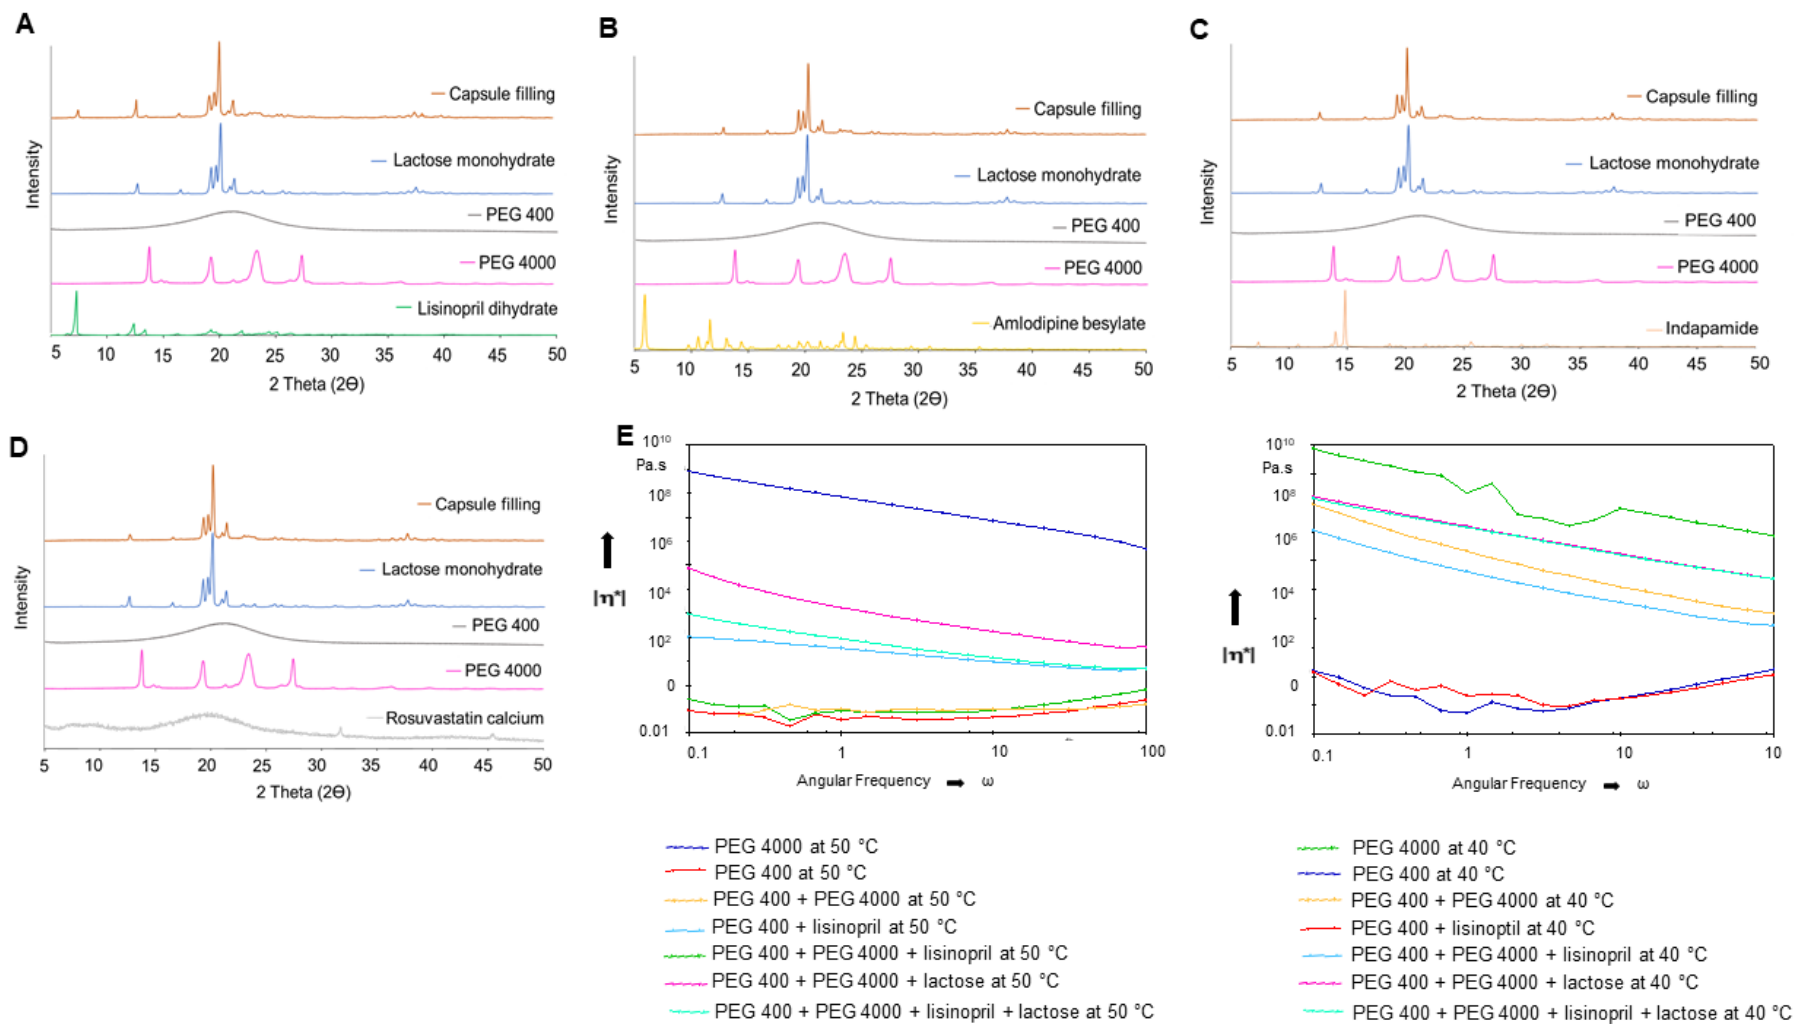 A
Capsule filling
Lactose monohydrate
PEG 400
PEG 4000
Lisinopril dihydrate
Intensity
5 10 15 20 25 30 35 40 45 50
2 Theta (2Θ)
B
Capsule filling
Lactose monohydrate
PEG 400
PEG 4000
Amlodipine besylate
Intensity
5 10 15 20 25 30 35 40 45 50
2 Theta (2Θ)
C
Capsule filling
Lactose monohydrate
PEG 400
PEG 4000
Indapamide
Intensity
5 10 15 20 25 30 35 40 45 50
2 Theta (2Θ)
D
Capsule filling
Lactose monohydrate
PEG 400
PEG 4000
Rosuvastatin calcium
Intensity
5 10 15 20 25 30 35 40 45 50
2 Theta (2Θ)
E
10¹⁰
Pa.s
10⁸
10⁶
10⁴
10²
0
0.01
|η*|
0.1 1 10 100
Angular Frequency ➡ ω
PEG 4000 at 50 °C
PEG 400 at 50 °C
PEG 400 + PEG 4000 at 50 °C
PEG 400 + lisinopril at 50 °C
PEG 400 + PEG 4000 + lisinopril at 50 °C
PEG 400 + PEG 4000 + lactose at 50 °C
PEG 400 + PEG 4000 + lisinopril + lactose at 50 °C
10¹⁰
Pa.s
10⁸
10⁶
10⁴
10²
0
0.01
|η*|
0.1 1 10 10
Angular Frequency ➡ ω
PEG 4000 at 40 °C
PEG 400 at 40 °C
PEG 400 + PEG 4000 at 40 °C
PEG 400 + lisinoptil at 40 °C
PEG 400 + PEG 4000 + lisinopril at 40 °C
PEG 400 + PEG 4000 + lactose at 40 °C
PEG 400 + PEG 4000 + lisinopril + lactose at 40 °C